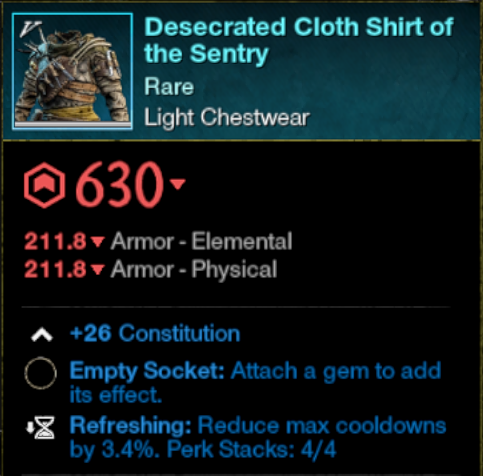 V
Desecrated Cloth Shirt of
the Sentry
Rare
Light Chestwear
630
211.8 Armor - Elemental
211.8 Armor - Physical
+26 Constitution
Empty Socket: Attach a gem to add
its effect.
Refreshing: Reduce max cooldowns
by 3.4%. Perk Stacks: 4/4